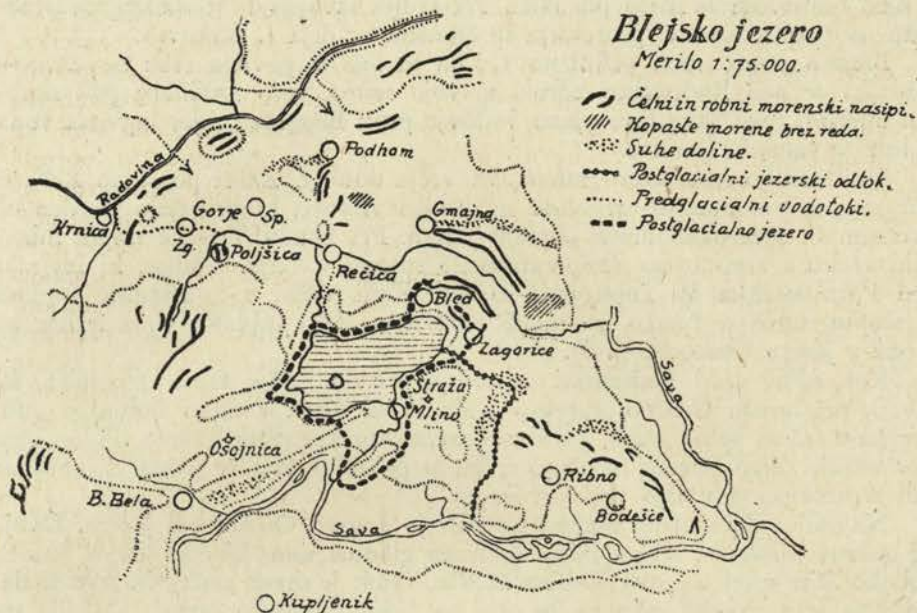 Blejsko jezero
Merilo 1:75.000.
Čelni in robni morenski nasipi.
Kopaste morene brez reda.
Suhe doline.
Postglacialni jezerski odtok.
Predglacialni vodotoki.
Postglacialno jezero
Radovina
Podhom
Krnica
Gorje
Sp.
Zg.
Poljšica
Gmajna
Rečica
Bled
Zagorice
Sava
Straža
Mlino
Osojnica
B. Bela
Ribno
Bodešče
Sava
Kupljenik